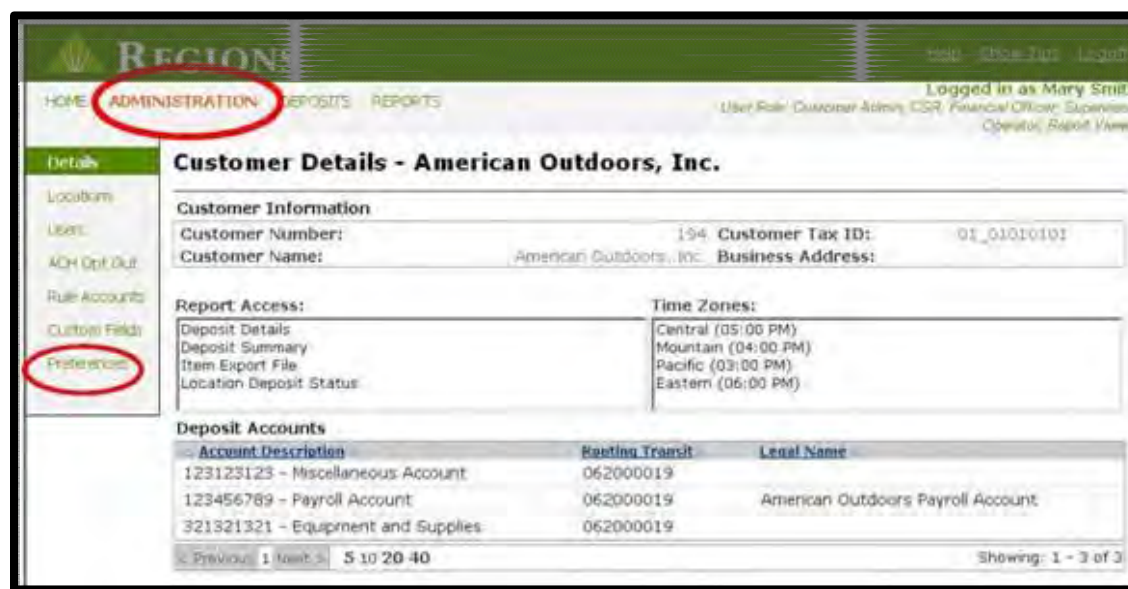 REGIONS
Help Show Tips Logoff
HOME ADMINISTRATION DEPOSITS REPORTS
Logged in as Mary Smit
User Role: Customer Admin, CSR, Financial Officer, Supervisor
Operator, Report View
Details
Locations
Users
ACH Opt Out
Rule Accounts
Custom Fields
Preferences
Customer Details - American Outdoors, Inc.
Customer Information
Customer Number: 194 Customer Tax ID: 01_01010101
Customer Name: American Outdoors, Inc. Business Address:
Report Access:
Deposit Details
Deposit Summary
Item Export File
Location Deposit Status
Time Zones:
Central (05:00 PM)
Mountain (04:00 PM)
Pacific (03:00 PM)
Eastern (06:00 PM)
Deposit Accounts
Account Description Routing Transit Legal Name
123123123 - Miscellaneous Account 062000019
123456789 - Payroll Account 062000019 American Outdoors Payroll Account
321321321 - Equipment and Supplies 062000019
< Previous 1 Next > 5 10 20 40 Showing: 1 - 3 of 3